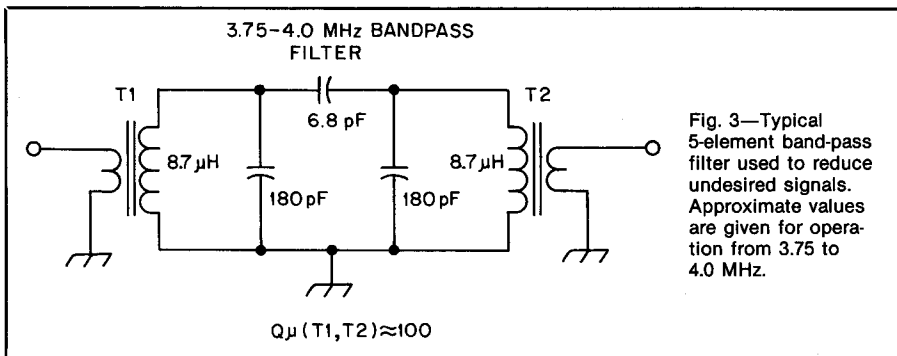 3.75–4.0 MHz BANDPASS
FILTER
T1
T2
6.8 pF
8.7 µH
180 pF
180 pF
8.7 µH
Qµ (T1, T2) ≈ 100
Fig. 3—Typical
5-element band-pass
filter used to reduce
undesired signals.
Approximate values
are given for opera-
tion from 3.75 to
4.0 MHz.